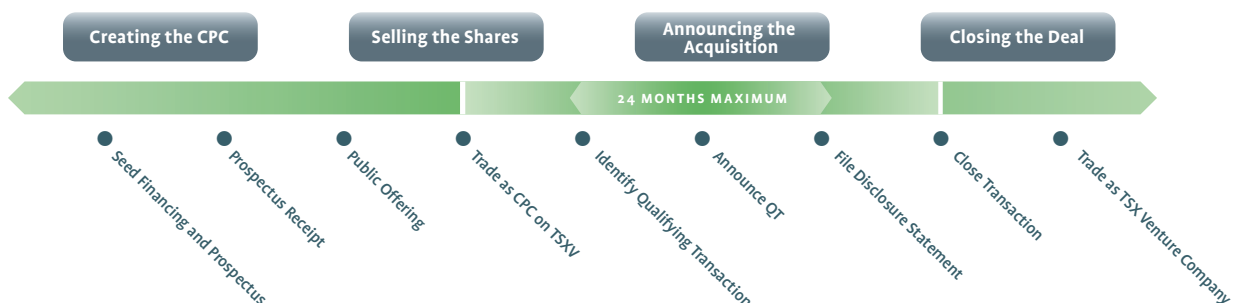 Creating the CPC
Selling the Shares
Announcing the
Acquisition
Closing the Deal
24 MONTHS MAXIMUM
Seed Financing and Prospectus
Prospectus Receipt
Public Offering
Trade as CPC on TSXV
Identify Qualifying Transaction
Announce QT
File Disclosure Statement
Close Transaction
Trade as TSX Venture Company